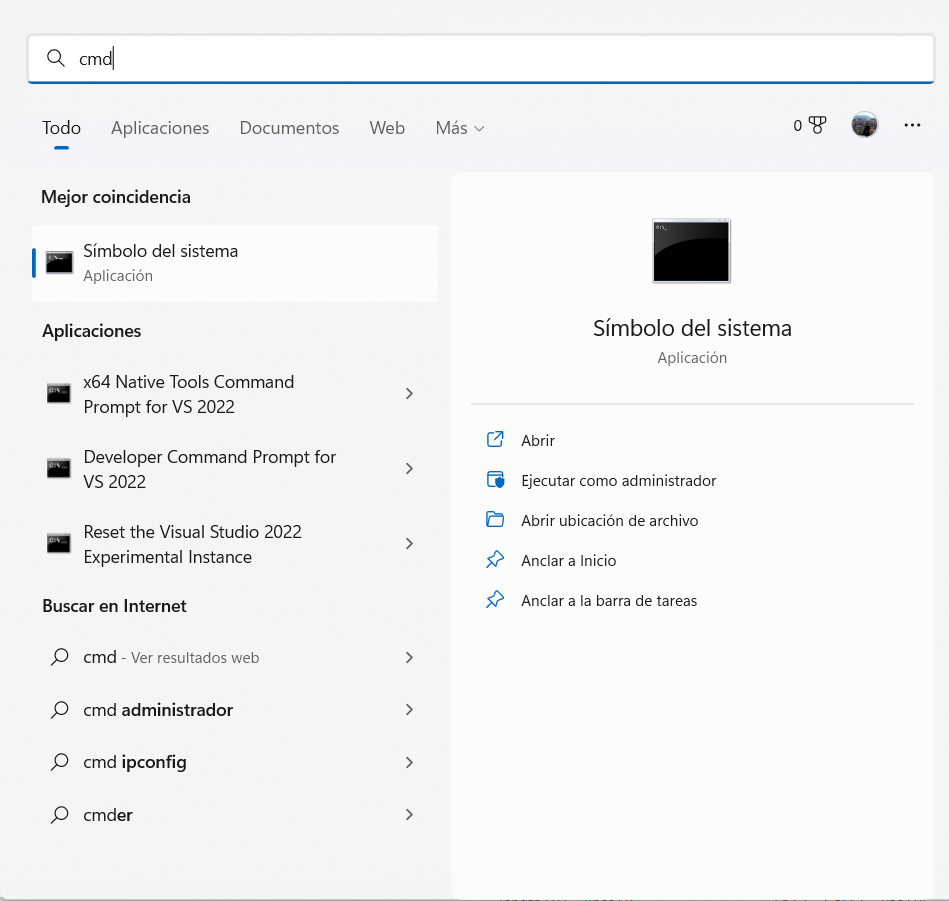 cmd
Todo Aplicaciones Documentos Web Más 0
Mejor coincidencia
Símbolo del sistema
Aplicación
Aplicaciones
x64 Native Tools Command
Prompt for VS 2022
Developer Command Prompt for
VS 2022
Reset the Visual Studio 2022
Experimental Instance
Buscar en Internet
cmd - Ver resultados web
cmd administrador
cmd ipconfig
cmder
Símbolo del sistema
Aplicación
Abrir
Ejecutar como administrador
Abrir ubicación de archivo
Anclar a Inicio
Anclar a la barra de tareas